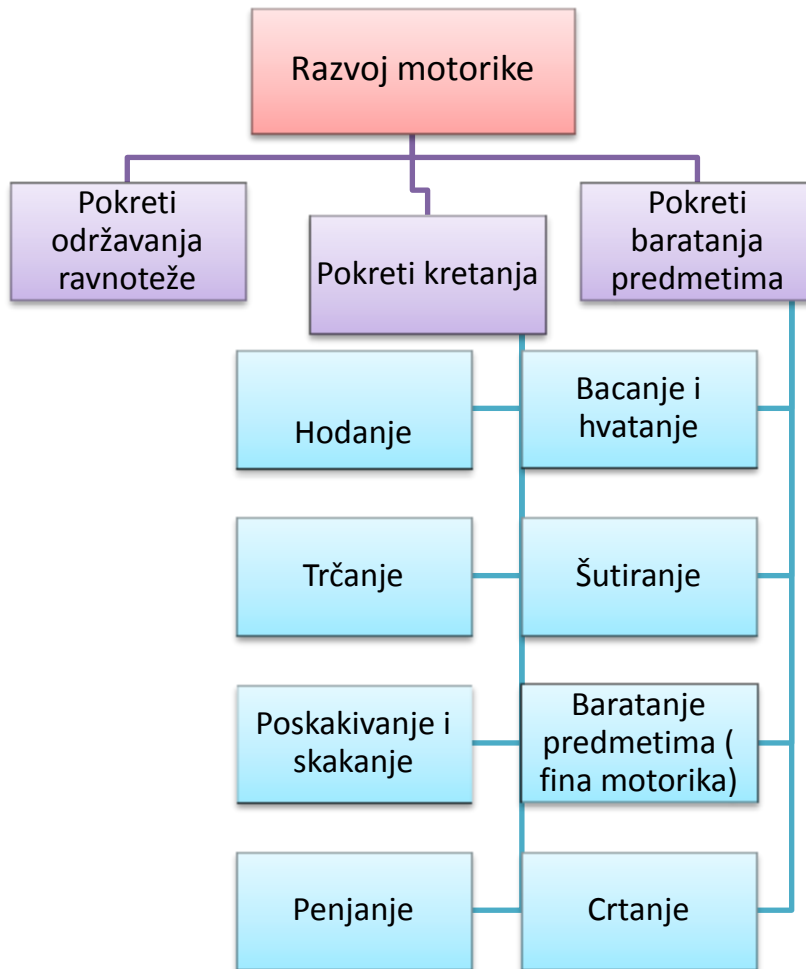 Razvoj motorike
Pokreti
održavanja
ravnoteže
Pokreti kretanja
Pokreti
baratanja
predmetima
Hodanje
Bacanje i
hvatanje
Trčanje
Šutiranje
Poskakivanje i
skakanje
Baratanje
predmetima (
fina motorika)
Penjanje
Crtanje